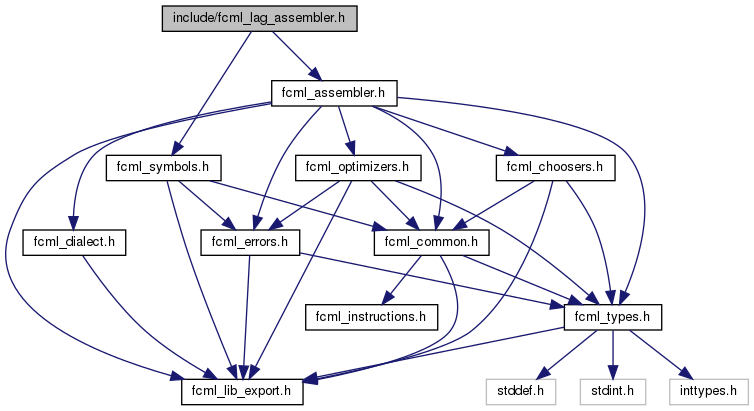 include/fcml_lag_assembler.h
fcml_assembler.h
fcml_symbols.h
fcml_optimizers.h
fcml_choosers.h
fcml_dialect.h
fcml_errors.h
fcml_common.h
fcml_instructions.h
fcml_types.h
fcml_lib_export.h
stddef.h
stdint.h
inttypes.h